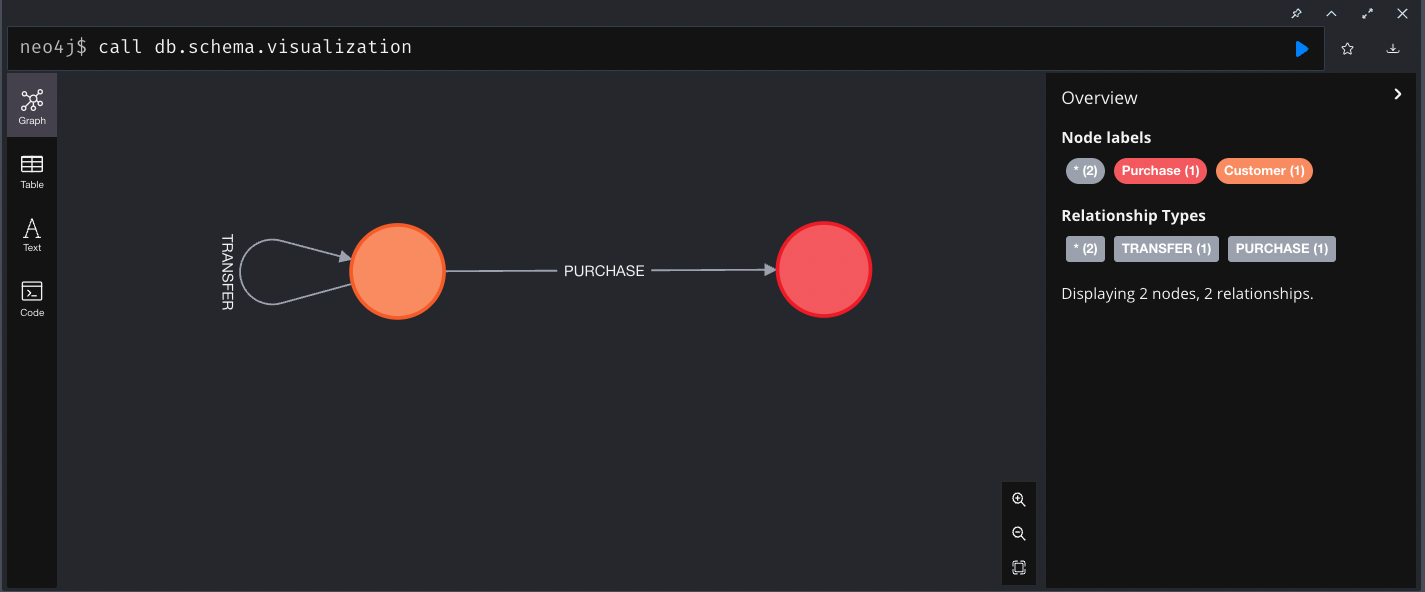 neo4j$ call db.schema.visualization
Graph
Table
Text
Code
TRANSFER
PURCHASE
Overview
Node labels
* (2) Purchase (1) Customer (1)
Relationship Types
* (2) TRANSFER (1) PURCHASE (1)
Displaying 2 nodes, 2 relationships.